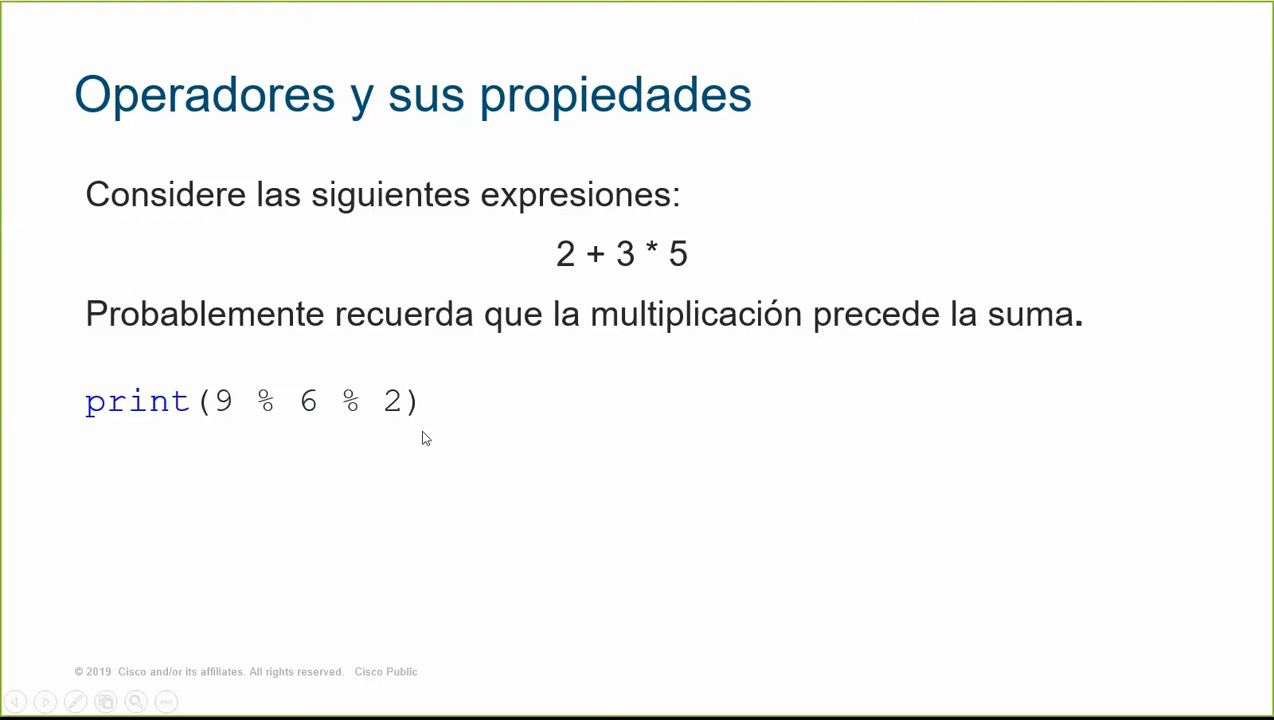 Operadores y sus propiedades
Considere las siguientes expresiones:
2 + 3 * 5
Probablemente recuerda que la multiplicación precede la suma.
print(9 % 6 % 2)
© 2019 Cisco and/or its affiliates. All rights reserved. Cisco Public